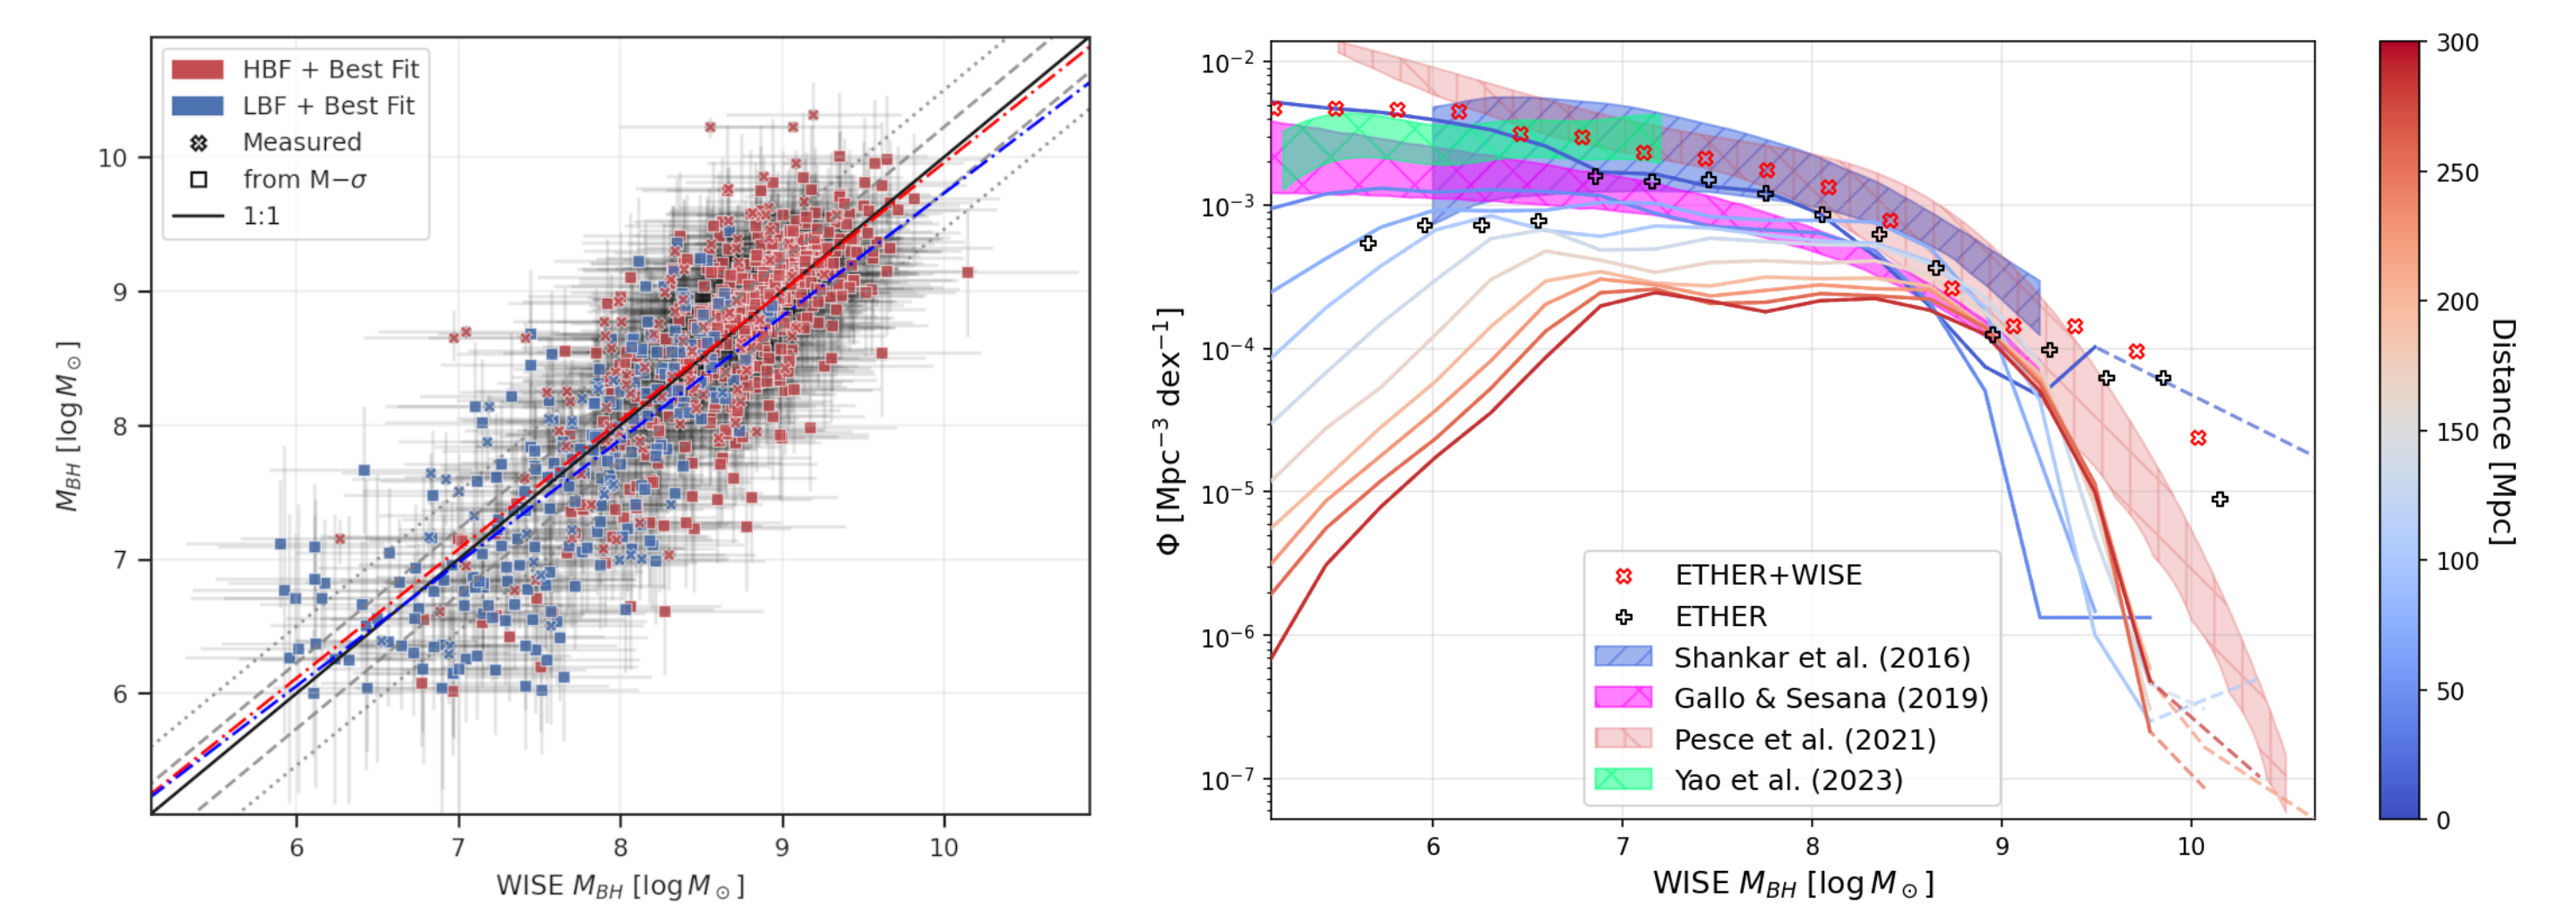 HBF + Best Fit
LBF + Best Fit
Measured
from M−σ
1:1
10
9
8
7
6
M_BH [log M_⊙]
6 7 8 9 10
WISE M_BH [log M_⊙]
10⁻²
10⁻³
10⁻⁴
10⁻⁵
10⁻⁶
10⁻⁷
Φ [Mpc⁻³ dex⁻¹]
ETHER+WISE
ETHER
Shankar et al. (2016)
Gallo & Sesana (2019)
Pesce et al. (2021)
Yao et al. (2023)
6 7 8 9 10
WISE M_BH [log M_⊙]
300
250
200
150
100
50
0
Distance [Mpc]